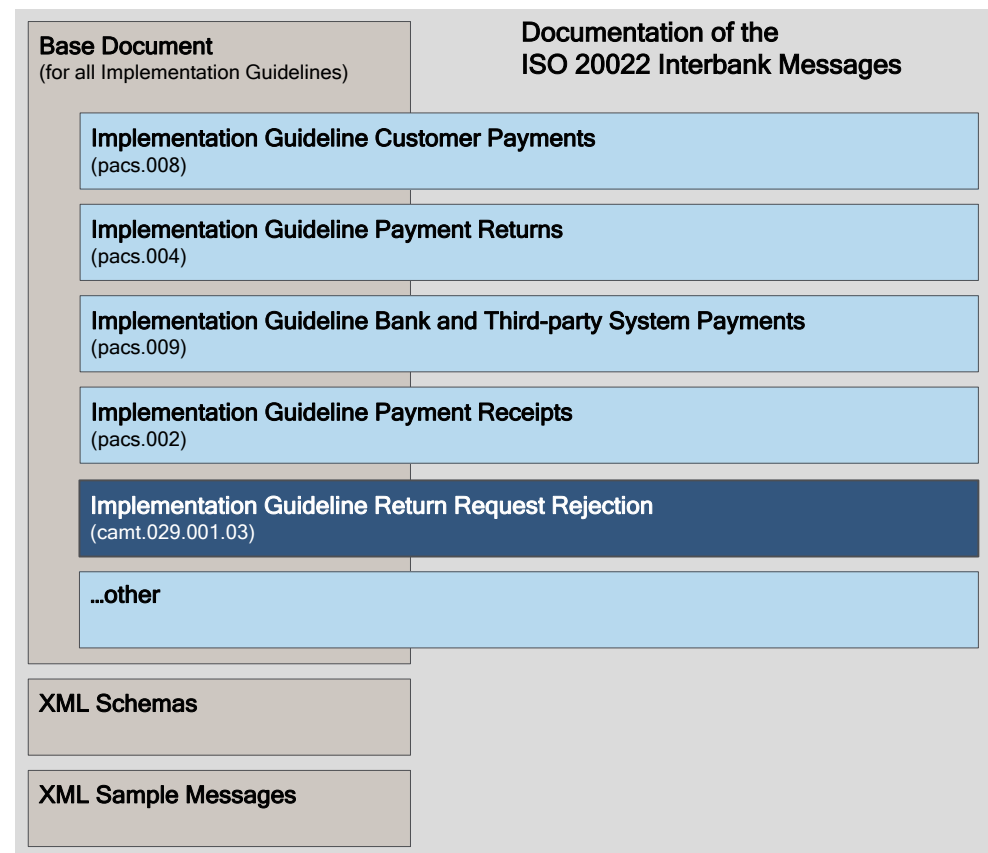 Base Document
(for all Implementation Guidelines)
Documentation of the
ISO 20022 Interbank Messages
Implementation Guideline Customer Payments
(pacs.008)
Implementation Guideline Payment Returns
(pacs.004)
Implementation Guideline Bank and Third-party System Payments
(pacs.009)
Implementation Guideline Payment Receipts
(pacs.002)
Implementation Guideline Return Request Rejection
(camt.029.001.03)
...other
XML Schemas
XML Sample Messages